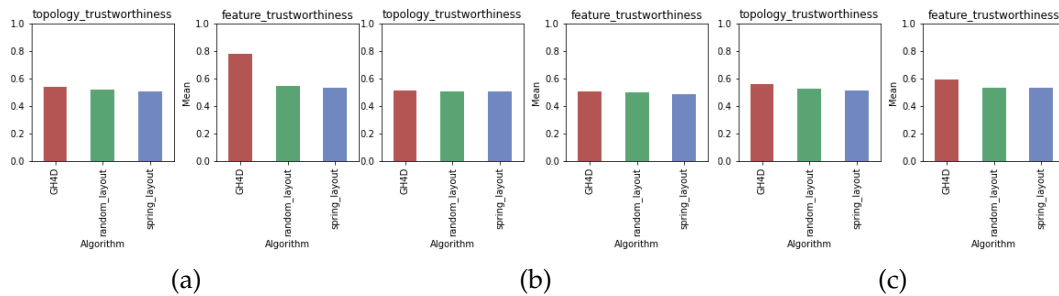 topology_trustworthiness
1.0
0.8
0.6
0.4
0.2
0.0
GH4D
random_layout
spring_layout
Algorithm
feature_trustworthiness
Mean
1.0
0.8
0.6
0.4
0.2
0.0
GH4D
random_layout
spring_layout
Algorithm
(a)
topology_trustworthiness
Mean
1.0
0.8
0.6
0.4
0.2
0.0
GH4D
random_layout
spring_layout
Algorithm
feature_trustworthiness
Mean
1.0
0.8
0.6
0.4
0.2
0.0
GH4D
random_layout
spring_layout
Algorithm
(b)
topology_trustworthiness
1.0
0.8
0.6
0.4
0.2
0.0
GH4D
random_layout
spring_layout
Algorithm
feature_trustworthiness
Mean
1.0
0.8
0.6
0.4
0.2
0.0
GH4D
random_layout
spring_layout
Algorithm
(c)